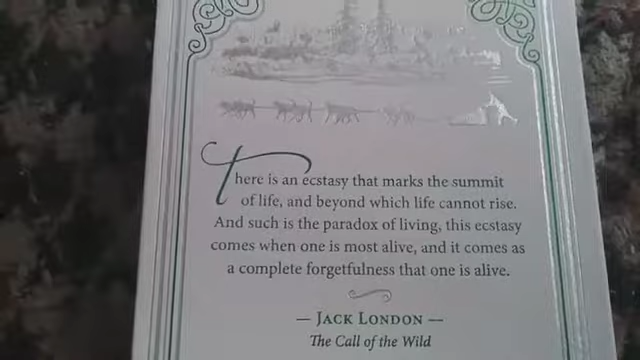 There is an ecstasy that marks the summit
of life, and beyond which life cannot rise.
And such is the paradox of living, this ecstasy
comes when one is most alive, and it comes as
a complete forgetfulness that one is alive.
— JACK LONDON —
The Call of the Wild